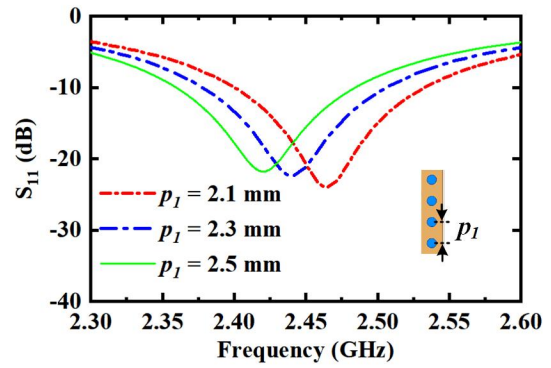 0
-10
-20
-30
-40
S11 (dB)
p1 = 2.1 mm
p1 = 2.3 mm
p1 = 2.5 mm
p1
2.30 2.35 2.40 2.45 2.50 2.55 2.60
Frequency (GHz)